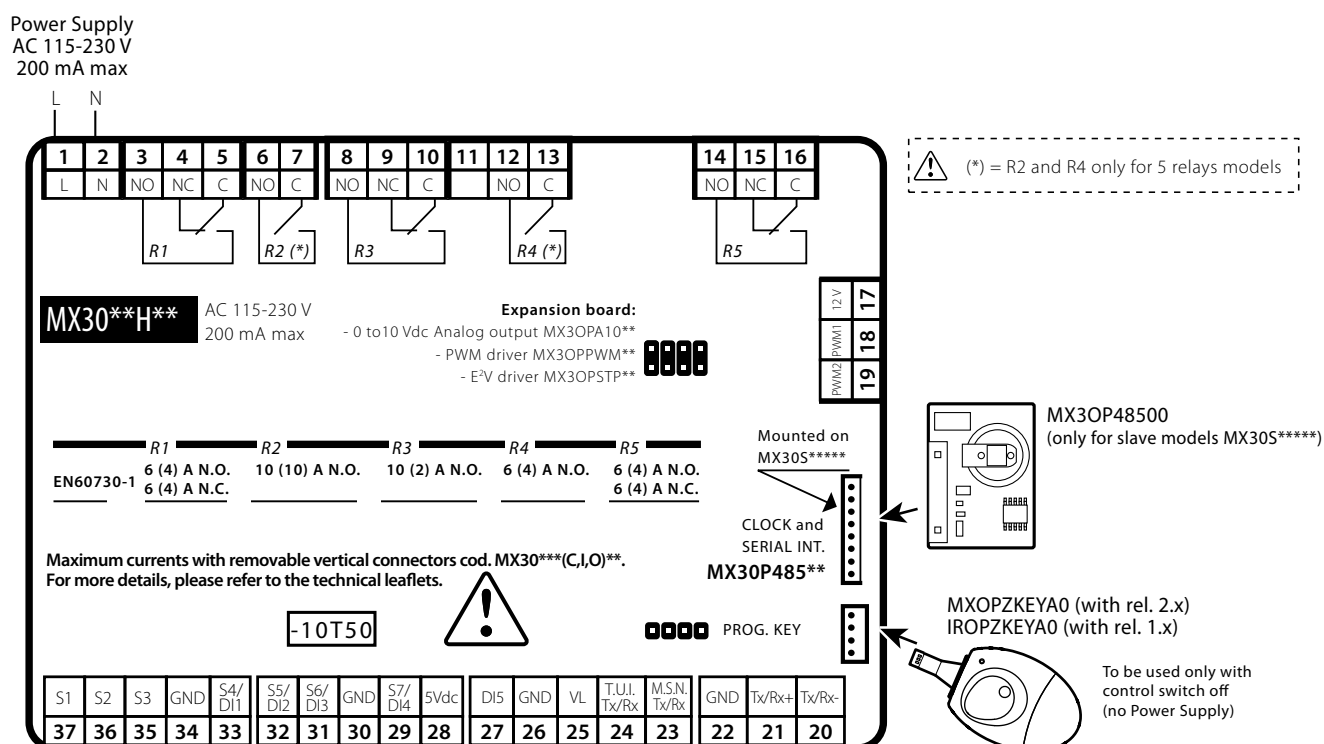 Power Supply
AC 115-230 V
200 mA max
L N
1 2 3 4 5 6 7 8 9 10 11 12 13 14 15 16
L N NO NC C NO C NO NC C NO C NO NC C
R1 R2 (*) R3 R4 (*) R5
(*) = R2 and R4 only for 5 relays models
MX30**H**
AC 115-230 V
200 mA max
Expansion board:
- 0 to10 Vdc Analog output MX3OPA10**
- PWM driver MX3OPPWM**
- E²V driver MX3OPSTP**
12 V 17
PWM1 18
PWM2 19
R1 R2 R3 R4 R5
EN60730-1
6 (4) A N.O. 10 (10) A N.O. 10 (2) A N.O. 6 (4) A N.O. 6 (4) A N.O.
6 (4) A N.C. 6 (4) A N.C.
Mounted on
MX30S*****
MX3OP48500
(only for slave models MX30S*****)
CLOCK and
SERIAL INT.
MX30P485**
Maximum currents with removable vertical connectors cod. MX30***(C,I,O)**.
For more details, please refer to the technical leaflets.
-10T50
PROG. KEY
MXOPZKEYA0 (with rel. 2.x)
IROPZKEYA0 (with rel. 1.x)
To be used only with
control switch off
(no Power Supply)
S1 S2 S3 GND S4/DI1 S5/DI2 S6/DI3 GND S7/DI4 5Vdc DI5 GND VL T.U.I. Tx/Rx M.S.N. Tx/Rx GND Tx/Rx+ Tx/Rx-
37 36 35 34 33 32 31 30 29 28 27 26 25 24 23 22 21 20